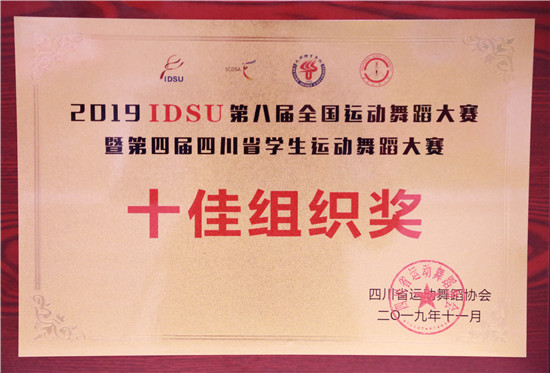 IDSU SCDSA
2019 IDSU 第八届全国运动舞蹈大赛
暨第四届四川省学生运动舞蹈大赛
十佳组织奖
四川省运动舞蹈协会
二〇一九年十一月